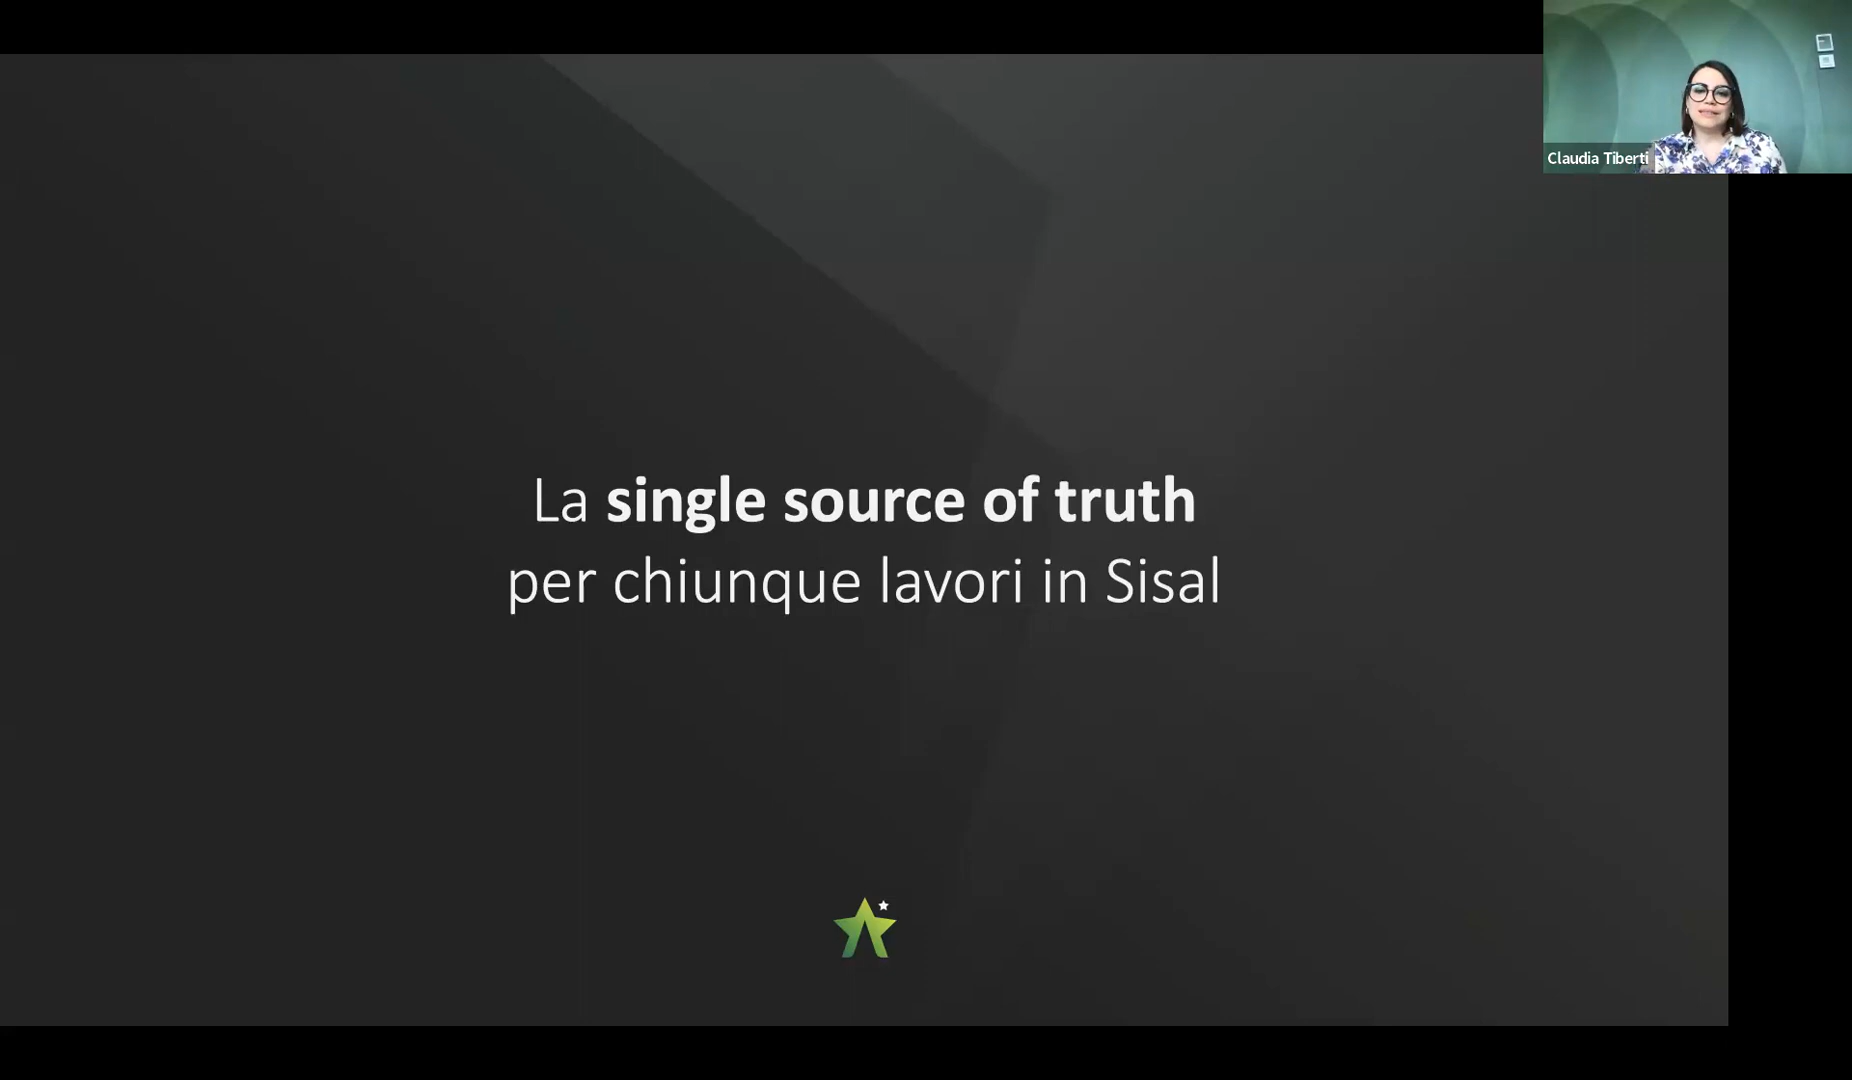 Claudia Tiberti
La single source of truth
per chiunque lavori in Sisal